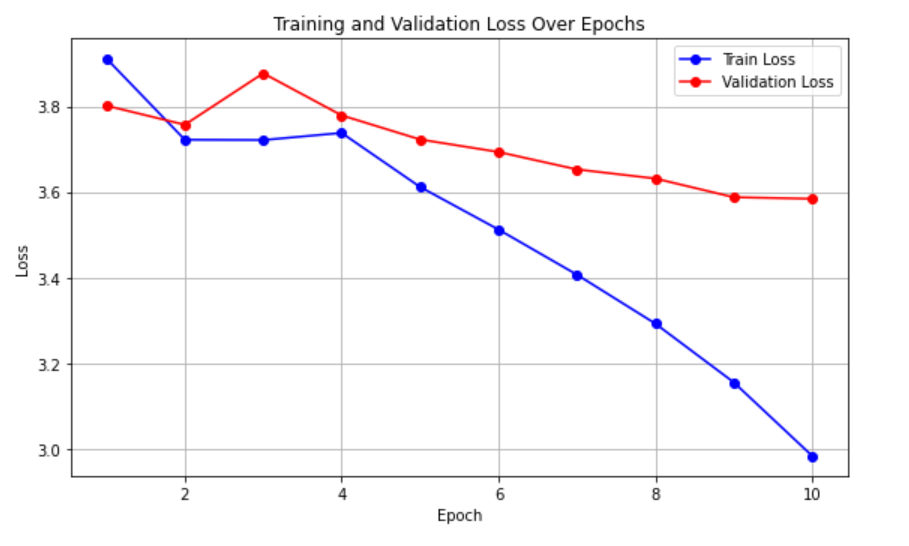 Training and Validation Loss Over Epochs
Train Loss
Validation Loss
3.8
3.6
3.4
3.2
3.0
Loss
2
4
6
8
10
Epoch